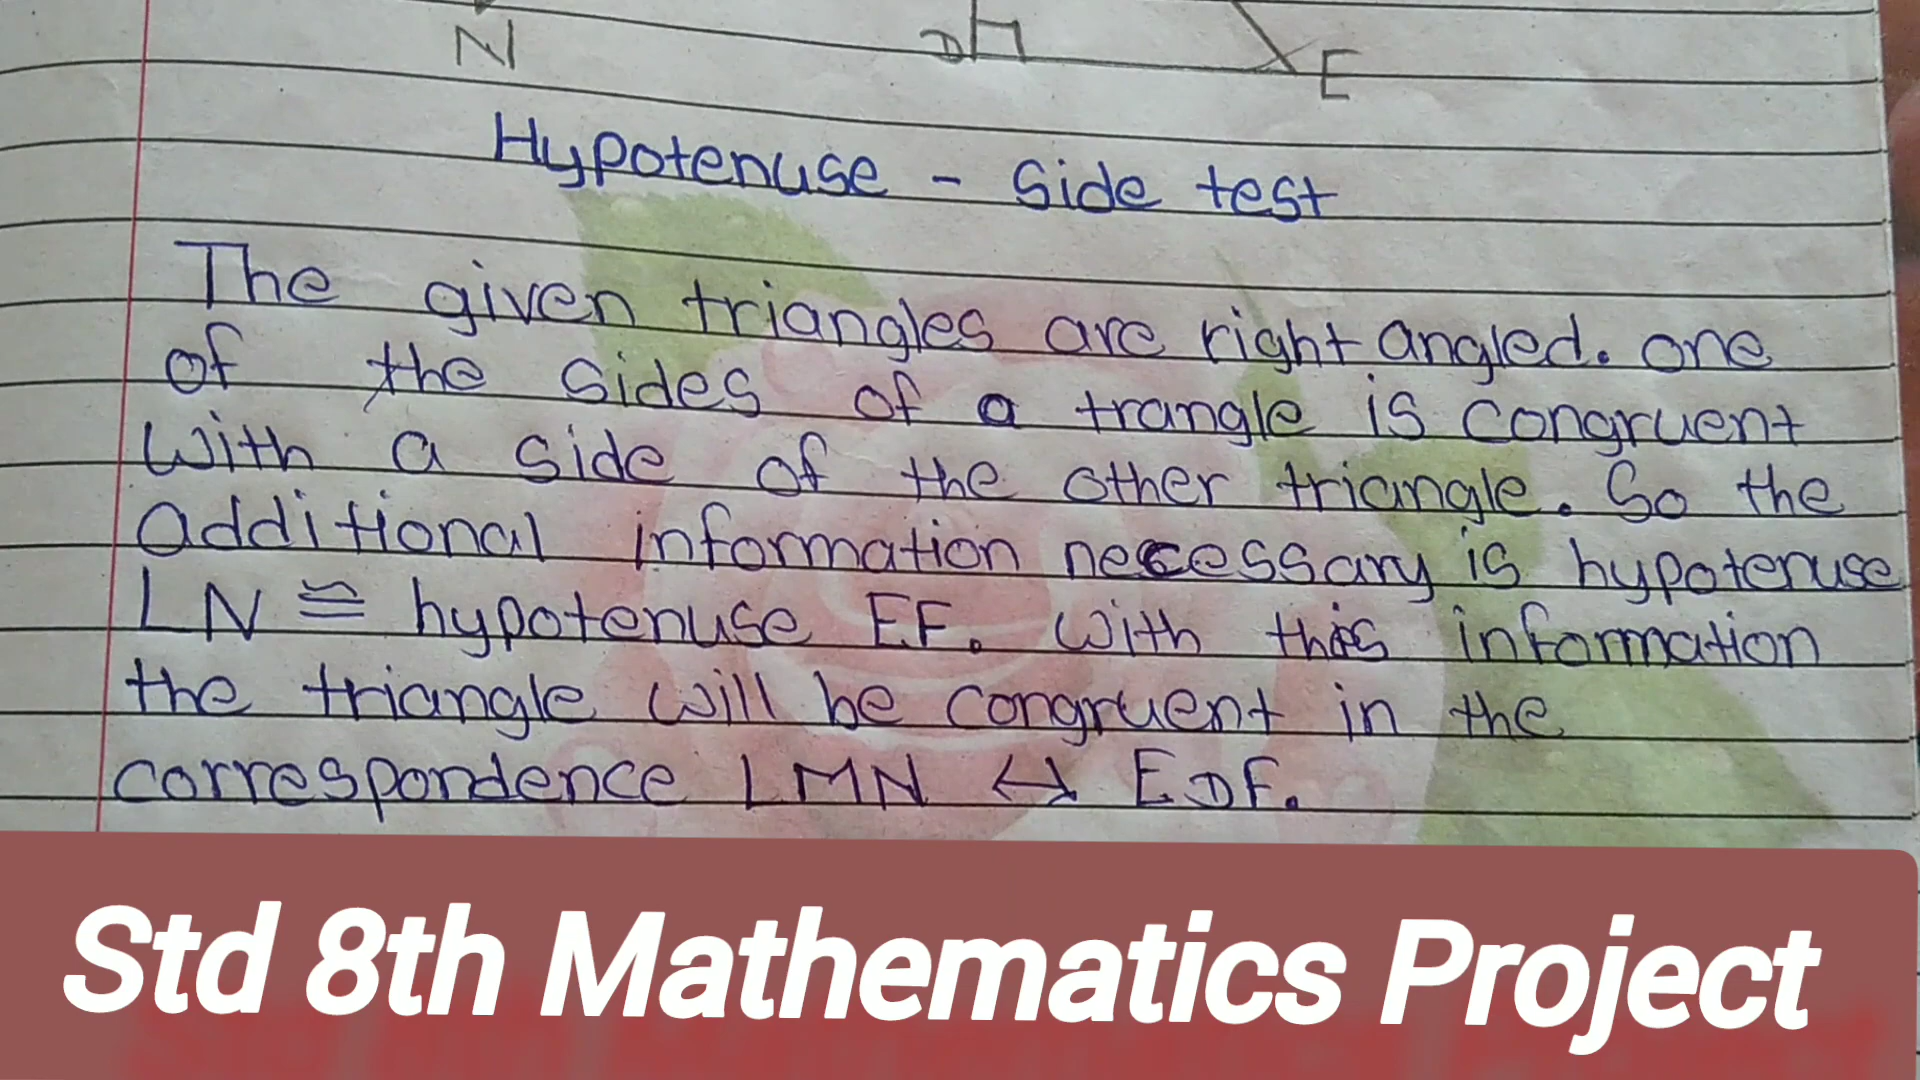 N D E
Hypotenuse - Side test
The given triangles are right angled. one
of the sides of a trangle is congruent
with a side of the other triangle. So the
additional information necessary is hypotenuse
LN ≅ hypotenuse EF. With this information
the triangle will be congruent in the
correspondence LMN ↔ EDF.
Std 8th Mathematics Project